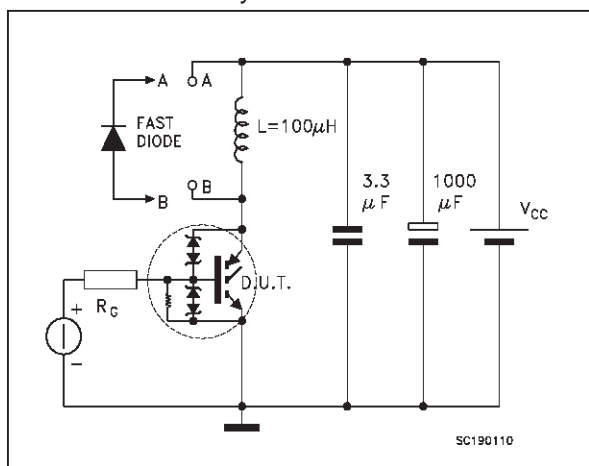 A
A
FAST
DIODE
L=100μH
B
B
3.3
μF
1000
μF
VCC
D.U.T.
RG
+
−
SC190110